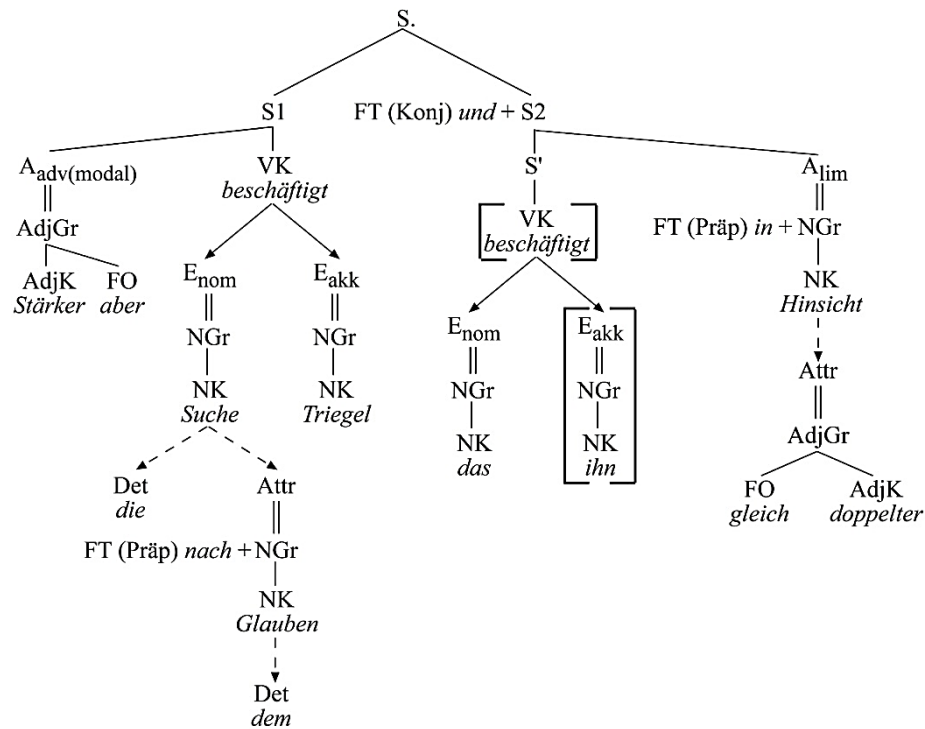 S.
S1 FT (Konj) und + S2
A adv(modal) VK S' A lim
beschäftigt
AdjGr VK FT (Präp) in + NGr
beschäftigt
AdjK FO E nom E akk NK
Stärker aber Hinsicht
NGr NGr E nom E akk
NK NK NGr NGr Attr
Suche Triegel
NK NK AdjGr
das ihn
Det Attr FO AdjK
die gleich doppelter
FT (Präp) nach + NGr
NK
Glauben
Det
dem